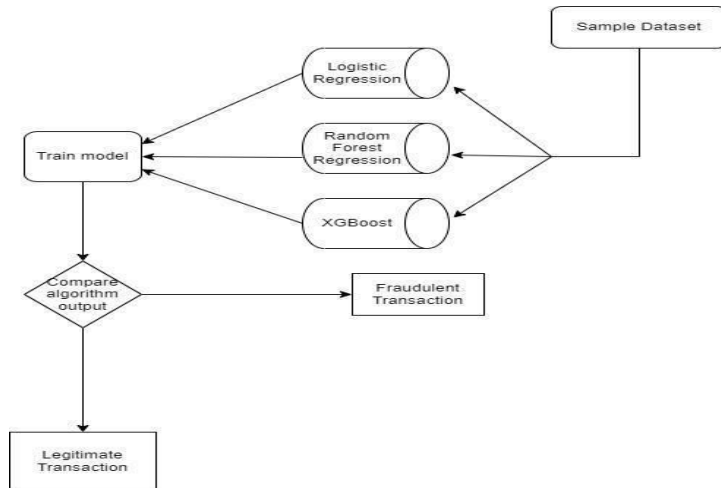 Sample Dataset
Logistic
Regression
Random
Forest
Regression
XGBoost
Train model
Compare
algorithm
output
Fraudulent
Transaction
Legitimate
Transaction